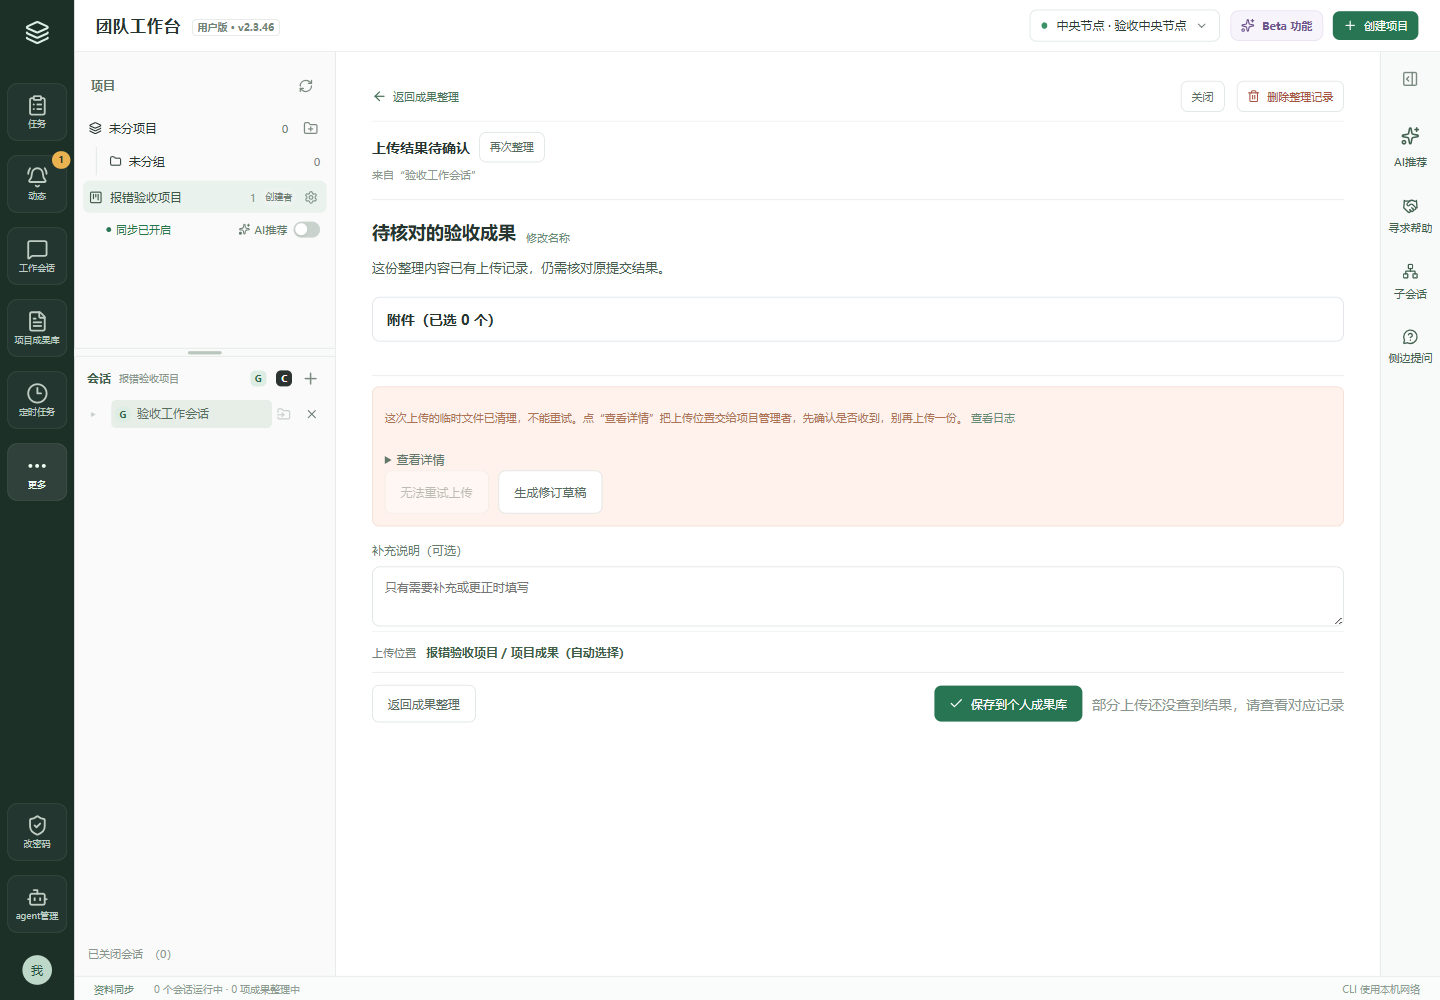 团队工作台 用户版 • v2.3.46
中央节点 · 验收中央节点
Beta 功能
创建项目
任务
1
动态
工作会话
项目成果库
定时任务
更多
改密码
agent管理
我
项目
未分项目 0
未分组 0
报错验收项目 1 创建者
同步已开启 AI推荐
会话 报错验收项目 G C
G 验收工作会话
已关闭会话 (0)
返回成果整理
关闭
删除整理记录
上传结果待确认 再次整理
来自“验收工作会话”
待核对的验收成果 修改名称
这份整理内容已有上传记录，仍需核对原提交结果。
附件（已选 0 个）
这次上传的临时文件已清理，不能重试。点“查看详情”把上传位置交给项目管理者，先确认是否收到，别再上传一份。 查看日志
查看详情
无法重试上传 生成修订草稿
补充说明（可选）
只有需要补充或更正时填写
上传位置 报错验收项目 / 项目成果（自动选择）
返回成果整理
保存到个人成果库
部分上传还没查到结果，请查看对应记录
AI推荐
寻求帮助
子会话
侧边提问
资料同步 0 个会话运行中 · 0 项成果整理中
CLI 使用本机网络